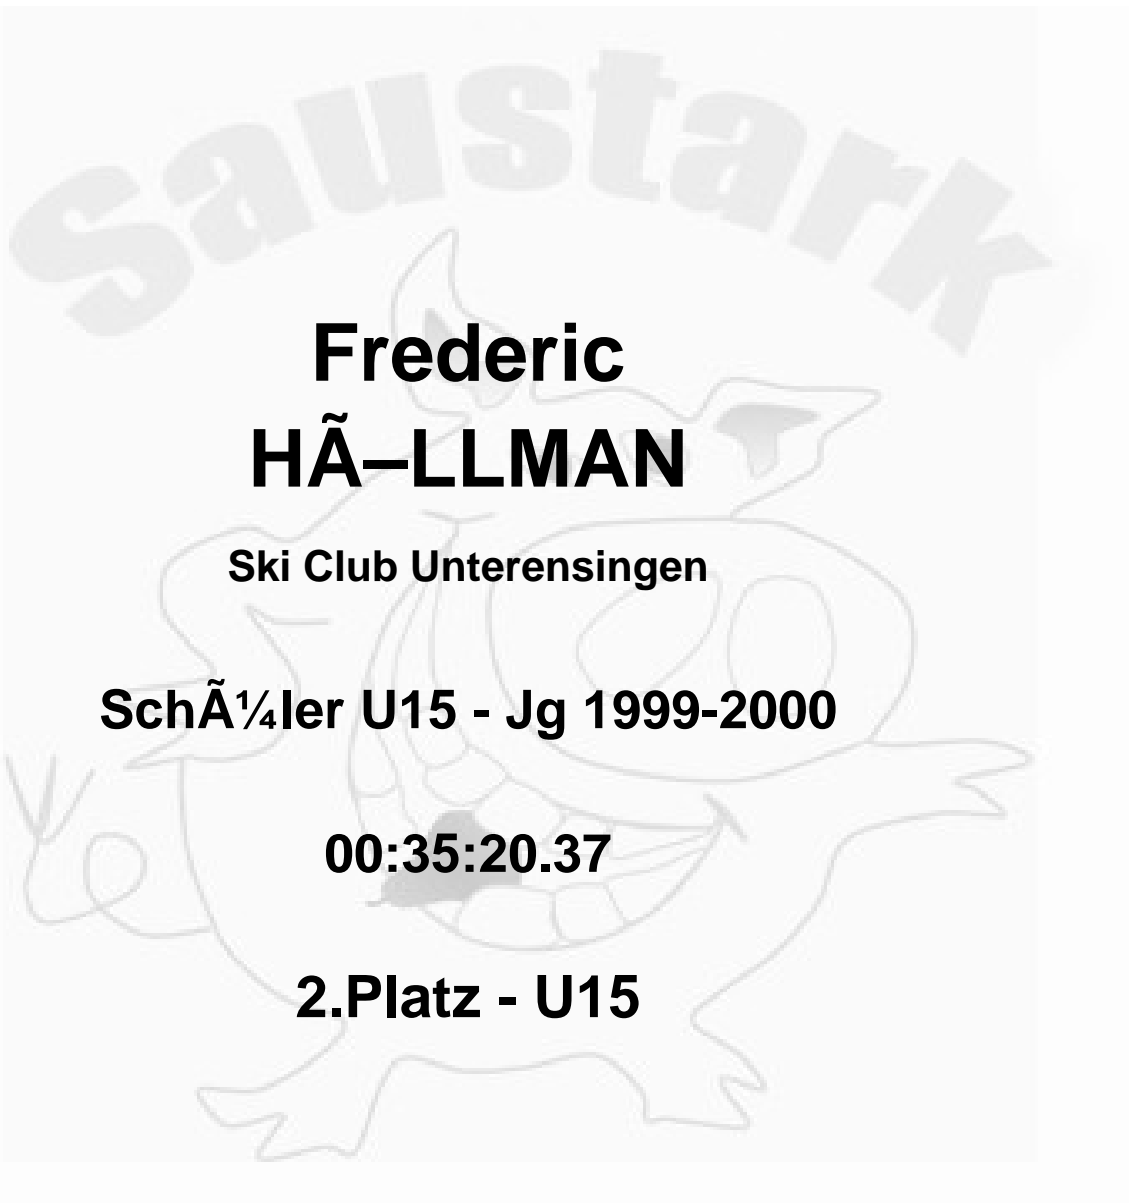 Saustark
Frederic
HÃ–LLMAN
Ski Club Unterensingen
SchÃ¼ler U15 - Jg 1999-2000
00:35:20.37
2.Platz - U15